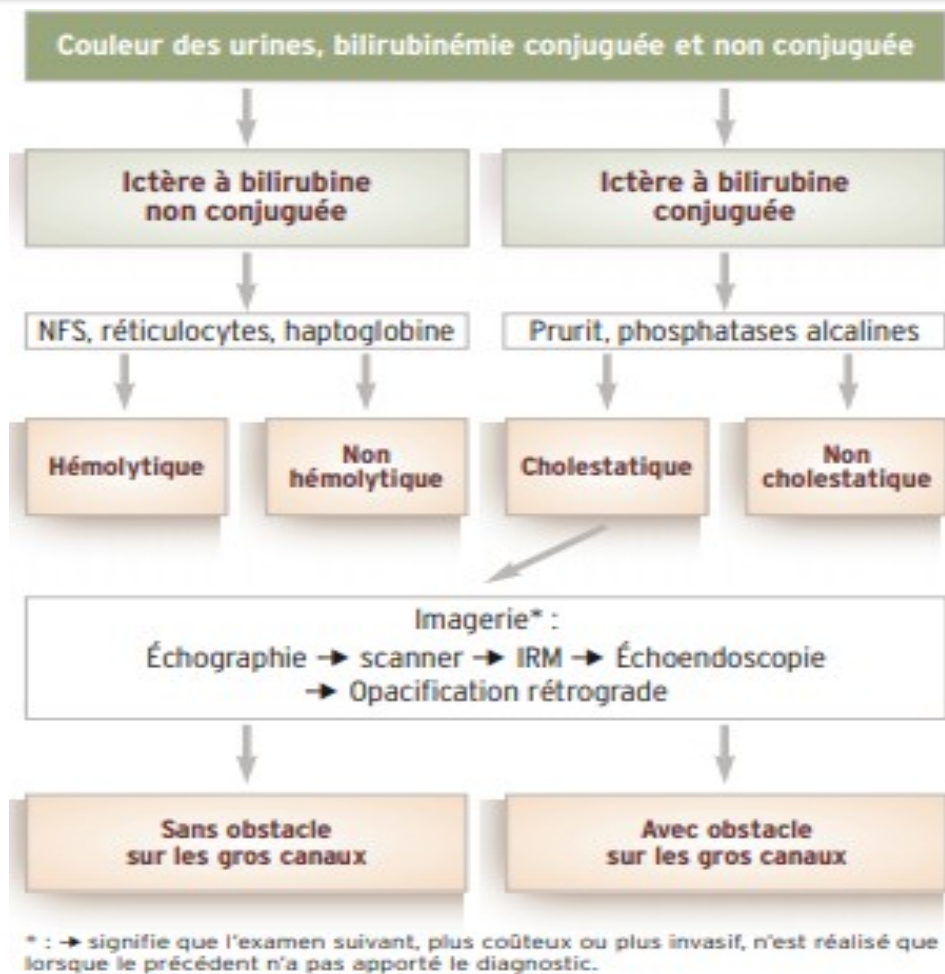 Couleur des urines, bilirubinémie conjuguée et non conjuguée
Ictère à bilirubine
non conjuguée
Ictère à bilirubine
conjuguée
NFS, réticulocytes, haptoglobine
Prurit, phosphatases alcalines
Hémolytique
Non
hémolytique
Cholestatique
Non
cholestatique
Imagerie* :
Échographie → scanner → IRM → Échoendoscopie
→ Opacification rétrograde
Sans obstacle
sur les gros canaux
Avec obstacle
sur les gros canaux
* : → signifie que l'examen suivant, plus coûteux ou plus invasif, n'est réalisé que
lorsque le précédent n'a pas apporté le diagnostic.